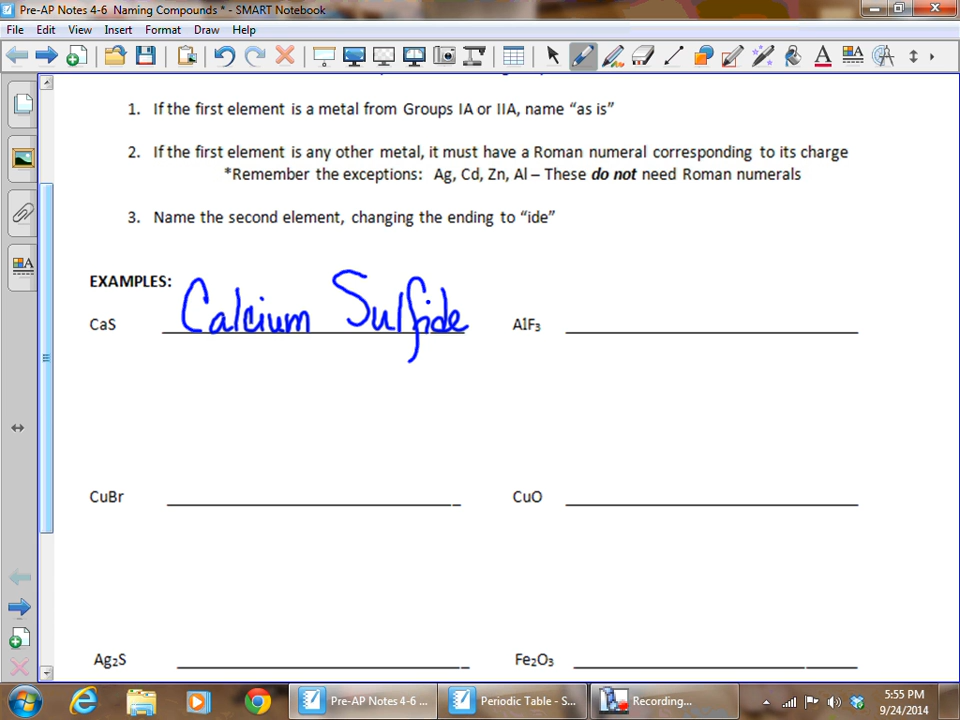 Pre-AP Notes 4-6 Naming Compounds * - SMART Notebook
File Edit View Insert Format Draw Help
1. If the first element is a metal from Groups IA or IIA, name “as is”
2. If the first element is any other metal, it must have a Roman numeral corresponding to its charge
*Remember the exceptions: Ag, Cd, Zn, Al – These do not need Roman numerals
3. Name the second element, changing the ending to “ide”
EXAMPLES:
CaS Calcium Sulfide AlF₃
CuBr CuO
Ag₂S Fe₂O₃
Pre-AP Notes 4-6 ... Periodic Table - S... Recording...
5:55 PM
9/24/2014